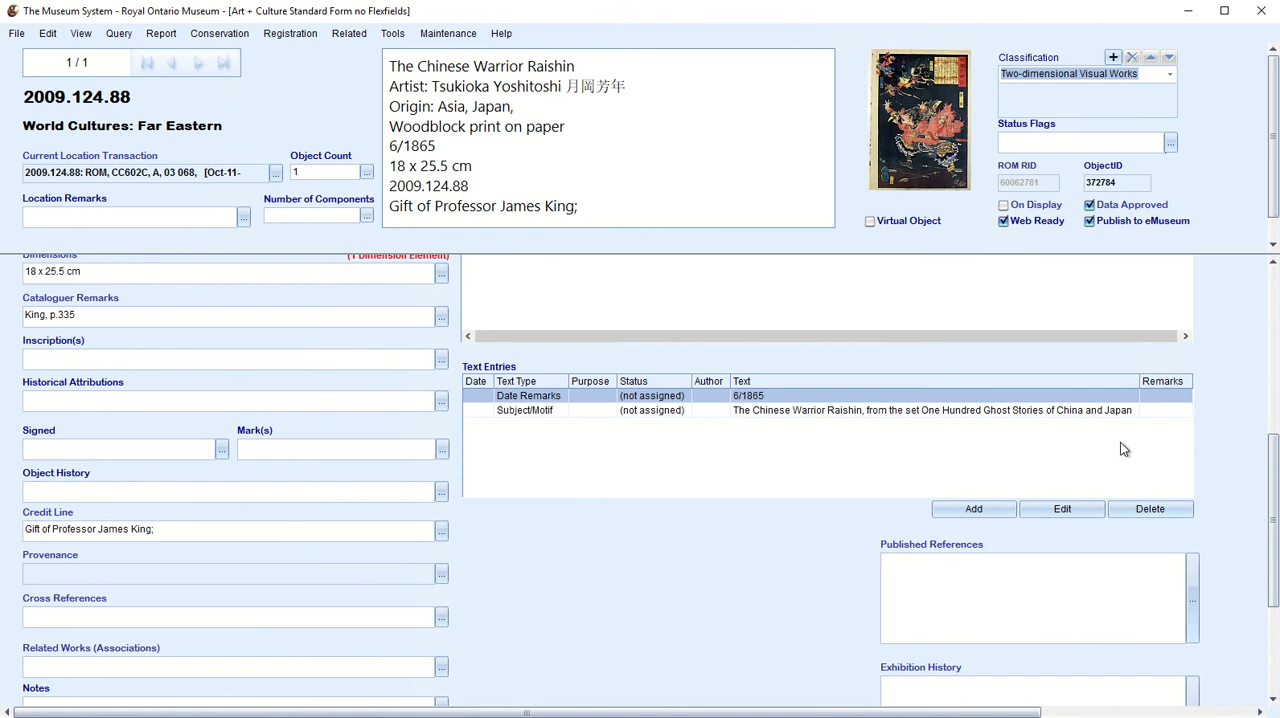 The Museum System - Royal Ontario Museum - [Art + Culture Standard Form no Flexfields]
File Edit View Query Report Conservation Registration Related Tools Maintenance Help
1 / 1
2009.124.88
World Cultures: Far Eastern
Current Location Transaction
Object Count
2009.124.88: ROM, CC602C, A, 03 068, [Oct-11-
...
1
...
Location Remarks
Number of Components
...
...
The Chinese Warrior Raishin
Artist: Tsukioka Yoshitoshi 月岡芳年
Origin: Asia, Japan,
Woodblock print on paper
6/1865
18 x 25.5 cm
2009.124.88
Gift of Professor James King;
Virtual Object
Classification
Two-dimensional Visual Works
Status Flags
...
ROM RID
ObjectID
60062781
372784
On Display
Data Approved
Web Ready
Publish to eMuseum
Dimensions
(1 Dimension Element)
18 x 25.5 cm
...
Cataloguer Remarks
King, p.335
...
Inscription(s)
...
Historical Attributions
...
Signed
Mark(s)
...
...
Object History
...
Credit Line
Gift of Professor James King;
...
Provenance
...
Cross References
...
Related Works (Associations)
...
Notes
...
Text Entries
Date Text Type Purpose Status Author Text Remarks
Date Remarks (not assigned) 6/1865
Subject/Motif (not assigned) The Chinese Warrior Raishin, from the set One Hundred Ghost Stories of China and Japan
Add Edit Delete
Published References
...
Exhibition History